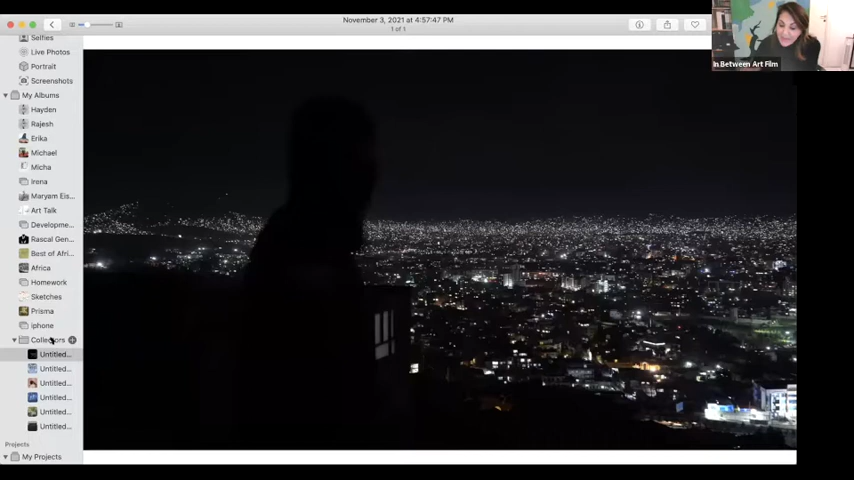 November 3, 2021 at 4:57:47 PM
1 of 1
In Between Art Film
Selfies
Live Photos
Portrait
Screenshots
My Albums
Hayden
Rajesh
Erika
Michael
Micha
Irena
Maryam Eis...
Art Talk
Developme...
Rascal Gen...
Best of Afri...
Africa
Homework
Sketches
Prisma
iphone
Collectors
Untitled...
Untitled...
Untitled...
Untitled...
Untitled...
Untitled...
Projects
My Projects